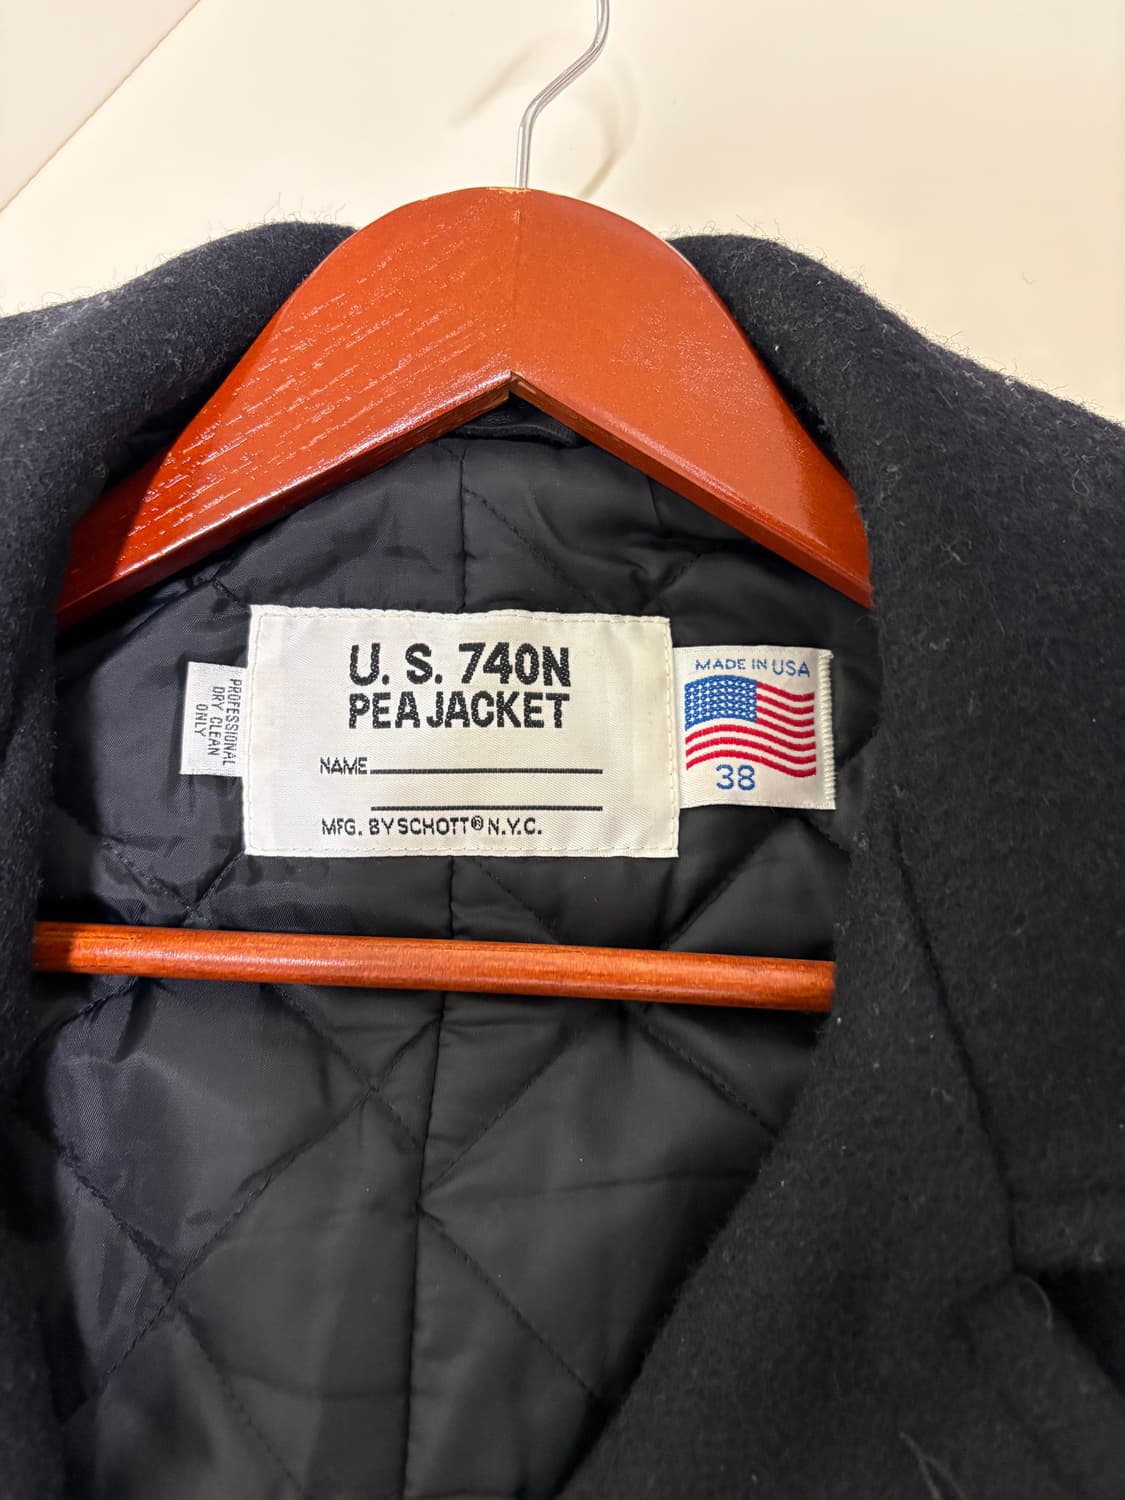 U. S. 740N
PEA JACKET
NAME
MFG. BY SCHOTT® N.Y.C.
MADE IN USA
38
PROFESSIONAL
DRY CLEAN
ONLY